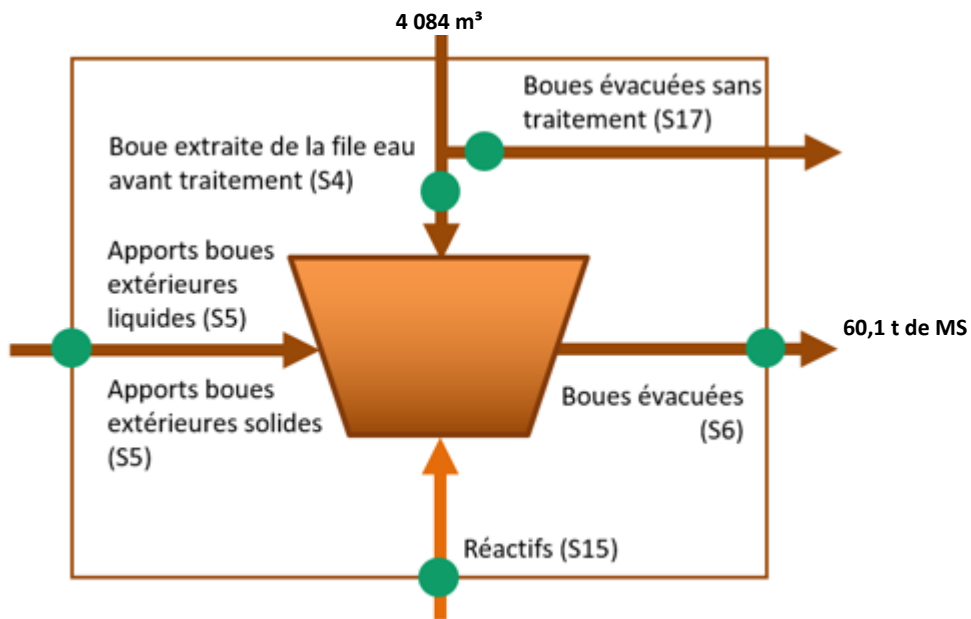 4 084 m³
Boues évacuées sans
traitement (S17)
Boue extraite de la file eau
avant traitement (S4)
Apports boues
extérieures
liquides (S5)
60,1 t de MS
Apports boues
extérieures solides
(S5)
Boues évacuées
(S6)
Réactifs (S15)